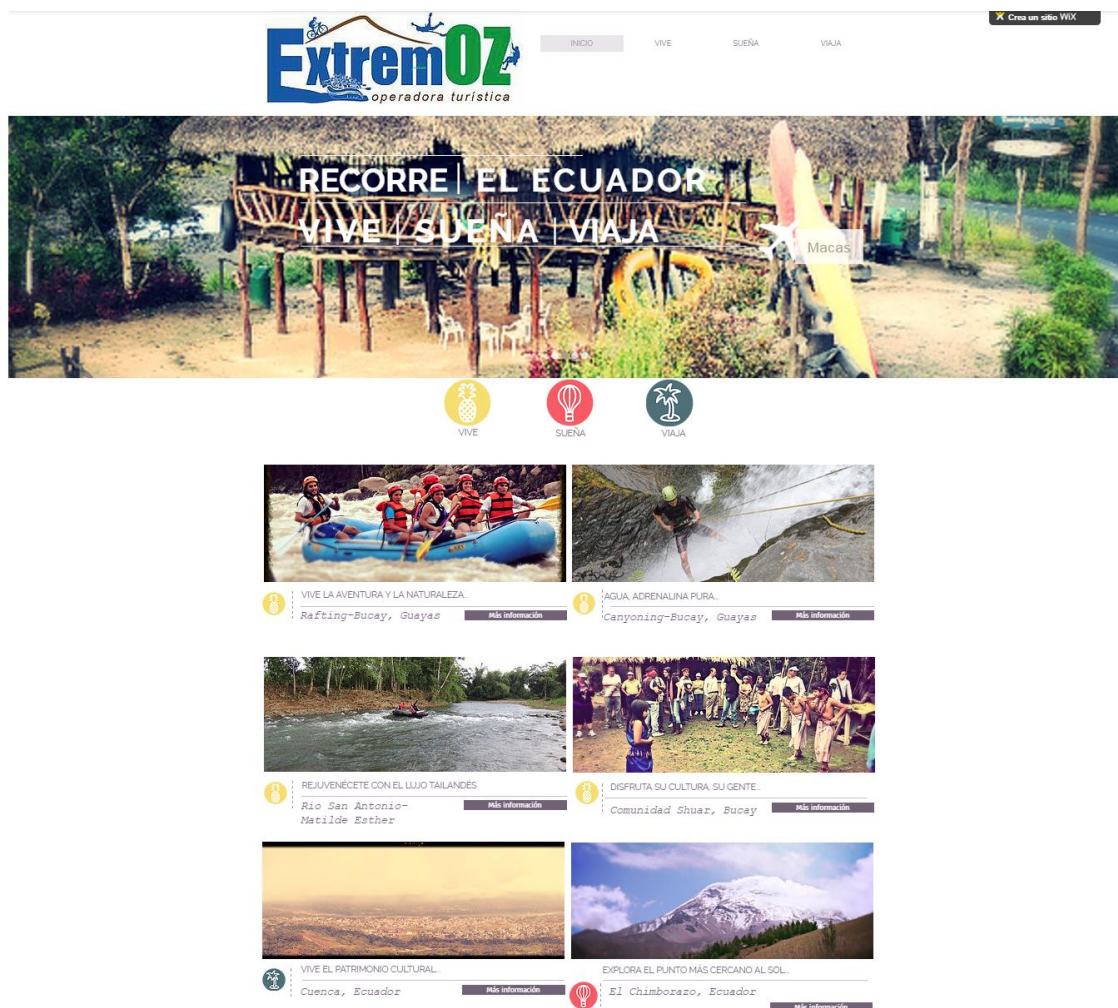 Crea un sitio WiX
ExtremOZ
operadora turística
INICIO VIVE SUEÑA VIAJA
RECORRE| EL ECUADOR
VIVE | SUEÑA | VIAJA
Macas
VIVE SUEÑA VIAJA
VIVE LA AVENTURA Y LA NATURALEZA...
Rafting-Bucay, Guayas
Más información
AGUA, ADRENALINA PURA...
Canyoning-Bucay, Guayas
Más información
REJUVENÉCETE CON EL LUJO TAILANDÉS
Rio San Antonio-
Matilde Esther
Más información
DISFRUTA SU CULTURA, SU GENTE...
Comunidad Shuar, Bucay
Más información
VIVE EL PATRIMONIO CULTURAL...
Cuenca, Ecuador
Más información
EXPLORA EL PUNTO MÁS CERCANO AL SOL...
El Chimborazo, Ecuador
Más información